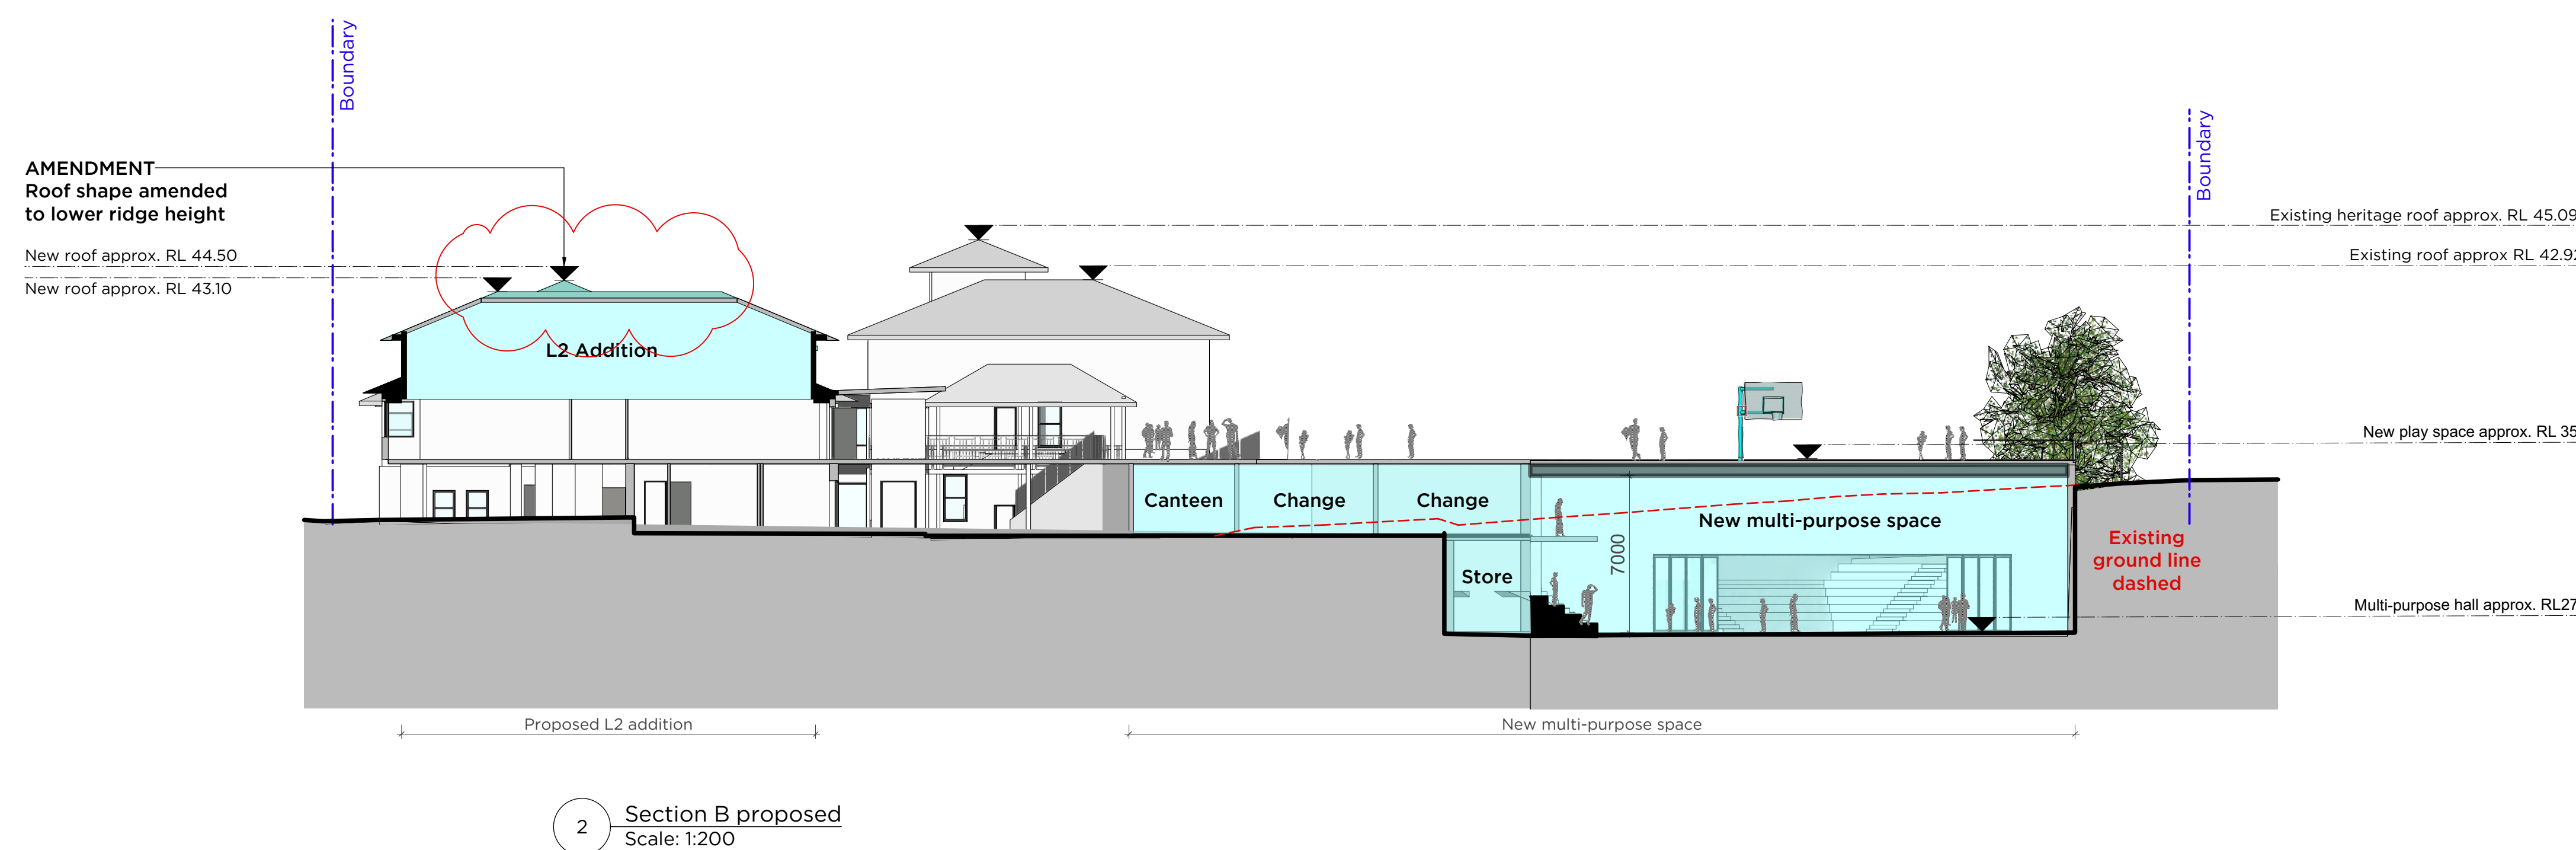 Boundary
Boundary
AMENDMENT
Roof shape amended
to lower ridge height
New roof approx. RL 44.50
New roof approx. RL 43.10
Existing heritage roof approx. RL 45.09
Existing roof approx RL 42.92
L2 Addition
New play space approx. RL 35
Canteen
Change
Change
New multi-purpose space
7000
Store
Existing
ground line
dashed
Multi-purpose hall approx. RL27
Proposed L2 addition
New multi-purpose space
2
Section B proposed
Scale: 1:200